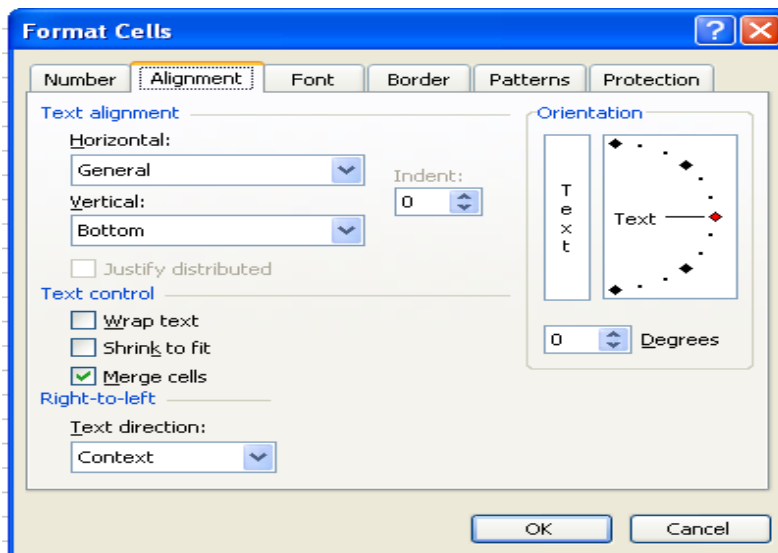 Format Cells
Number Alignment Font Border Patterns Protection
Text alignment
Horizontal:
General
Indent:
0
Vertical:
Bottom
Justify distributed
Text control
Wrap text
Shrink to fit
Merge cells
Right-to-left
Text direction:
Context
Orientation
Text
Text
0 Degrees
OK Cancel